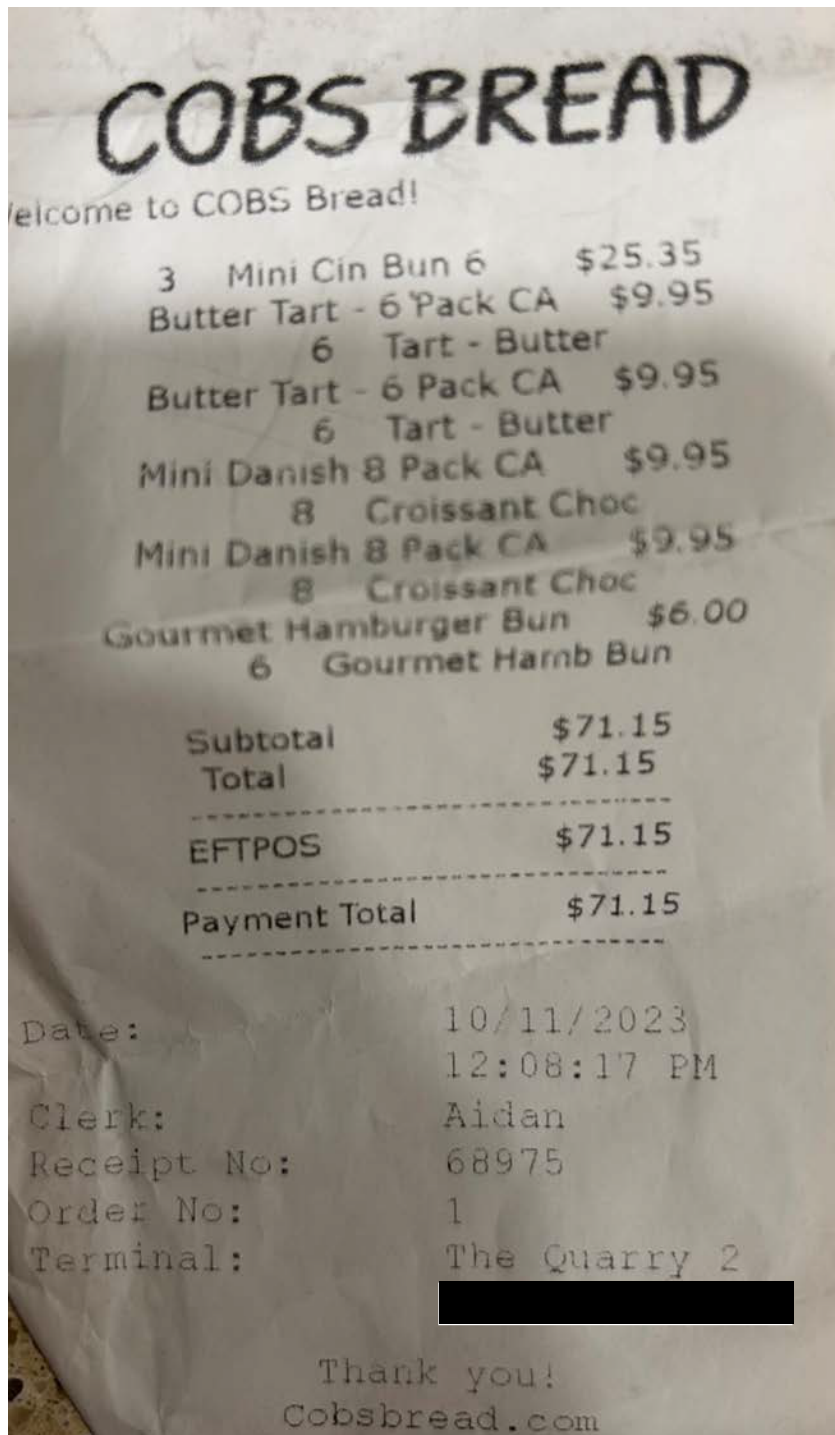 COBS BREAD
elcome to COBS Bread!
3 Mini Cin Bun 6 $25.35
Butter Tart - 6 Pack CA $9.95
6 Tart - Butter
Butter Tart - 6 Pack CA $9.95
6 Tart - Butter
Mini Danish 8 Pack CA $9.95
8 Croissant Choc
Mini Danish 8 Pack CA $9.95
8 Croissant Choc
Gourmet Hamburger Bun $6.00
6 Gourmet Hamb Bun
Subtotal $71.15
Total $71.15
EFTPOS $71.15
Payment Total $71.15
Date: 10/11/2023
12:08:17 PM
Clerk: Aidan
Receipt No: 68975
Order No: 1
Terminal: The Quarry 2
Thank you!
Cobsbread.com